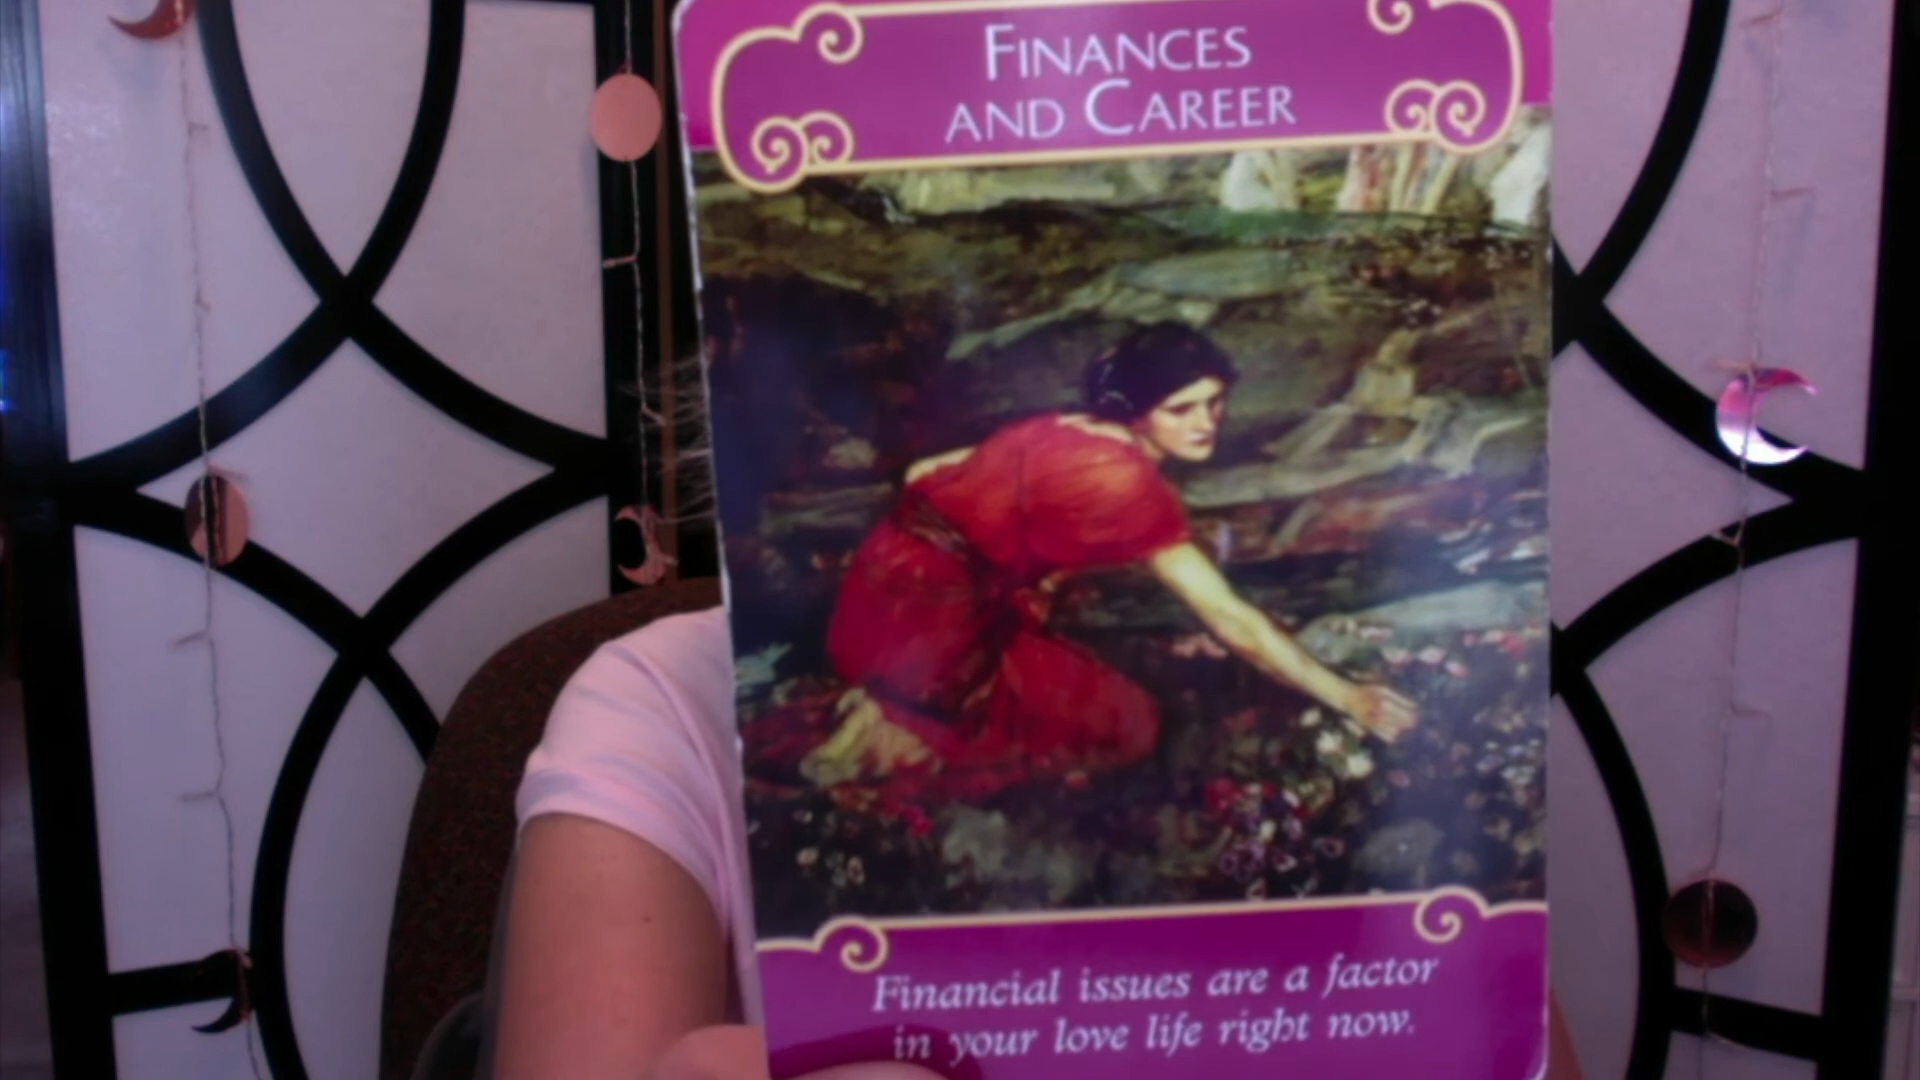 FINANCES
AND CAREER
Financial issues are a factor
in your love life right now.